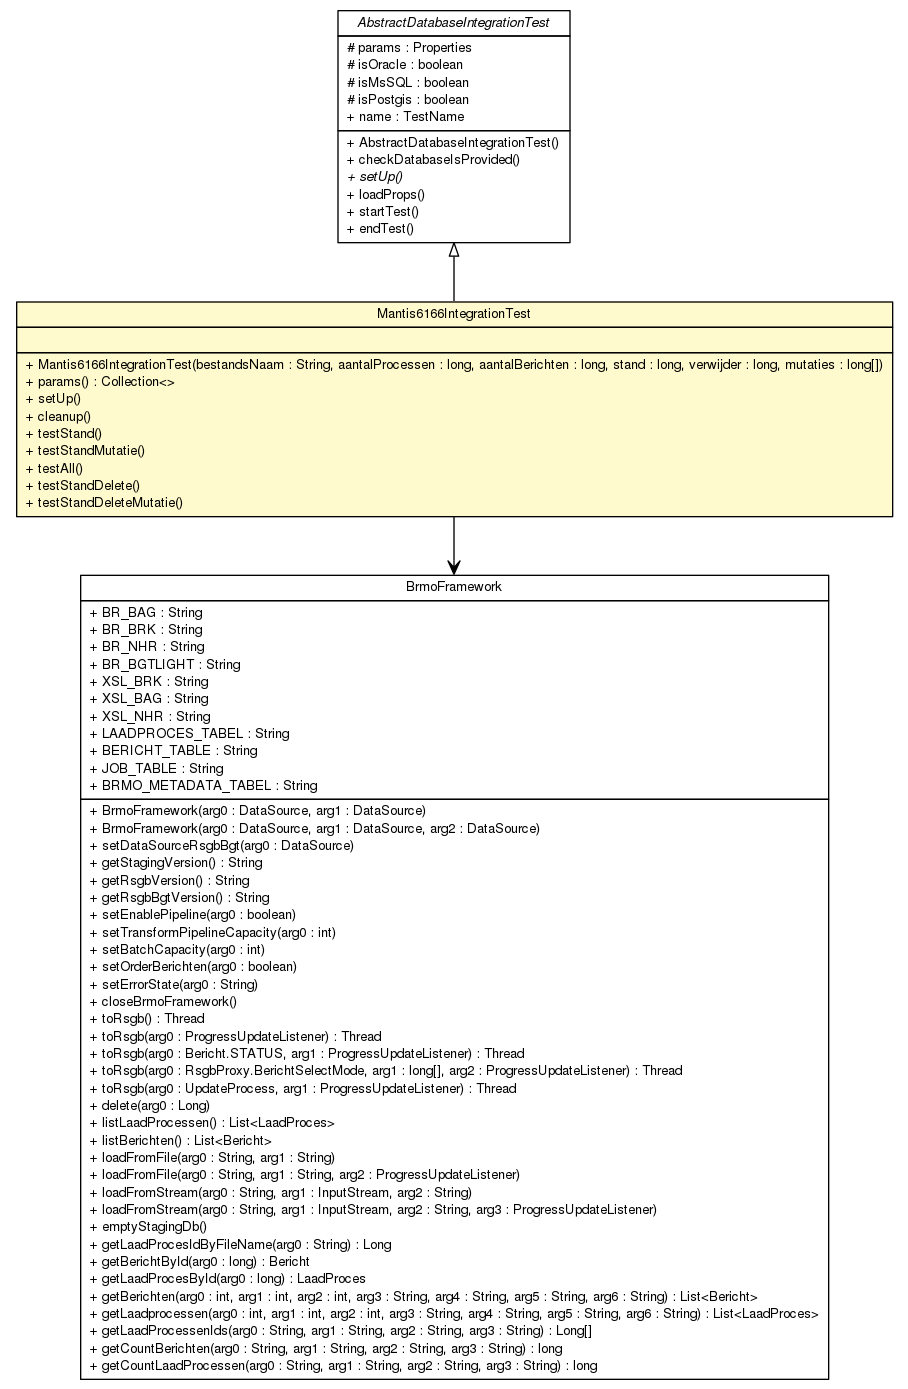 AbstractDatabaseIntegrationTest
# params : Properties
# isOracle : boolean
# isMsSQL : boolean
# isPostgis : boolean
+ name : TestName
+ AbstractDatabaseIntegrationTest()
+ checkDatabaseIsProvided()
+ setUp()
+ loadProps()
+ startTest()
+ endTest()
Mantis6166IntegrationTest
+ Mantis6166IntegrationTest(bestandsNaam : String, aantalProcessen : long, aantalBerichten : long, stand : long, verwijder : long, mutaties : long[])
+ params() : Collection<>
+ setUp()
+ cleanup()
+ testStand()
+ testStandMutatie()
+ testAll()
+ testStandDelete()
+ testStandDeleteMutatie()
BrmoFramework
+ BR_BAG : String
+ BR_BRK : String
+ BR_NHR : String
+ BR_BGTLIGHT : String
+ XSL_BRK : String
+ XSL_BAG : String
+ XSL_NHR : String
+ LAADPROCES_TABEL : String
+ BERICHT_TABLE : String
+ JOB_TABLE : String
+ BRMO_METADATA_TABEL : String
+ BrmoFramework(arg0 : DataSource, arg1 : DataSource)
+ BrmoFramework(arg0 : DataSource, arg1 : DataSource, arg2 : DataSource)
+ setDataSourceRsgbBgt(arg0 : DataSource)
+ getStagingVersion() : String
+ getRsgbVersion() : String
+ getRsgbBgtVersion() : String
+ setEnablePipeline(arg0 : boolean)
+ setTransformPipelineCapacity(arg0 : int)
+ setBatchCapacity(arg0 : int)
+ setOrderBerichten(arg0 : boolean)
+ setErrorState(arg0 : String)
+ closeBrmoFramework()
+ toRsgb() : Thread
+ toRsgb(arg0 : ProgressUpdateListener) : Thread
+ toRsgb(arg0 : Bericht.STATUS, arg1 : ProgressUpdateListener) : Thread
+ toRsgb(arg0 : RsgbProxy.BerichtSelectMode, arg1 : long[], arg2 : ProgressUpdateListener) : Thread
+ toRsgb(arg0 : UpdateProcess, arg1 : ProgressUpdateListener) : Thread
+ delete(arg0 : Long)
+ listLaadProcessen() : List<LaadProces>
+ listBerichten() : List<Bericht>
+ loadFromFile(arg0 : String, arg1 : String)
+ loadFromFile(arg0 : String, arg1 : String, arg2 : ProgressUpdateListener)
+ loadFromStream(arg0 : String, arg1 : InputStream, arg2 : String)
+ loadFromStream(arg0 : String, arg1 : InputStream, arg2 : String, arg3 : ProgressUpdateListener)
+ emptyStagingDb()
+ getLaadProcesIdByFileName(arg0 : String) : Long
+ getBerichtById(arg0 : long) : Bericht
+ getLaadProcesById(arg0 : long) : LaadProces
+ getBerichten(arg0 : int, arg1 : int, arg2 : int, arg3 : String, arg4 : String, arg5 : String, arg6 : String) : List<Bericht>
+ getLaadprocessen(arg0 : int, arg1 : int, arg2 : int, arg3 : String, arg4 : String, arg5 : String, arg6 : String) : List<LaadProces>
+ getLaadProcessenIds(arg0 : String, arg1 : String, arg2 : String, arg3 : String) : Long[]
+ getCountBerichten(arg0 : String, arg1 : String, arg2 : String, arg3 : String) : long
+ getCountLaadProcessen(arg0 : String, arg1 : String, arg2 : String, arg3 : String) : long